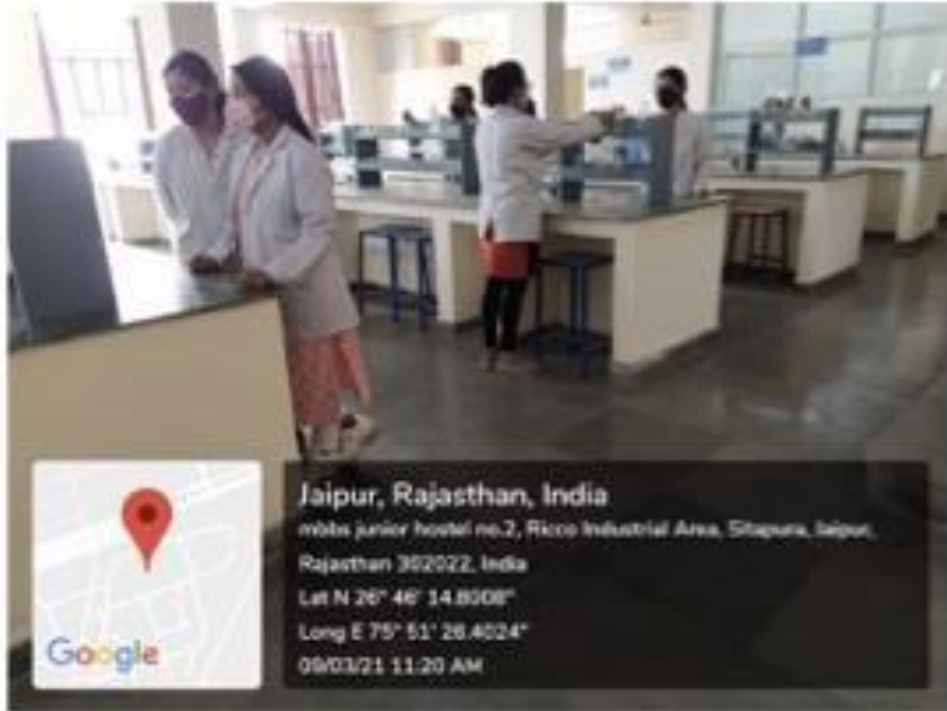 Jaipur, Rajasthan, India
mbbs junior hostel no.2, Ricco Industrial Area, Sitapura, Jaipur,
Rajasthan 302022, India
Lat N 26° 46' 14.8008"
Long E 75° 51' 28.4024"
09/03/21 11:20 AM
Google